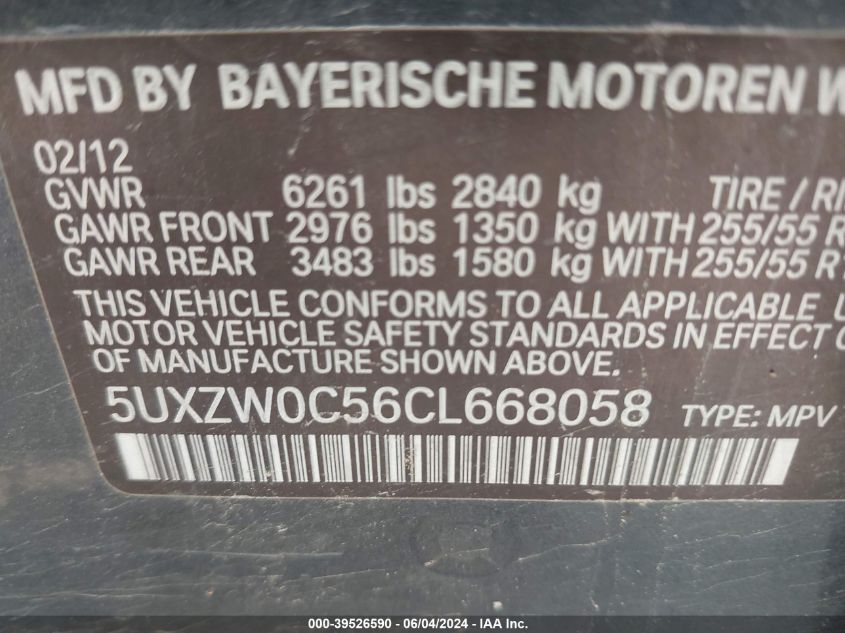 MFD BY BAYERISCHE MOTOREN W
02/12
GVWR 6261 lbs 2840 kg TIRE / RI
GAWR FRONT 2976 lbs 1350 kg WITH 255/55 R
GAWR REAR 3483 lbs 1580 kg WITH 255/55 R
THIS VEHICLE CONFORMS TO ALL APPLICABLE U
MOTOR VEHICLE SAFETY STANDARDS IN EFFECT O
OF MANUFACTURE SHOWN ABOVE.
5UXZW0C56CL668058 TYPE: MPV
000-39526590 - 06/04/2024 - IAA Inc.